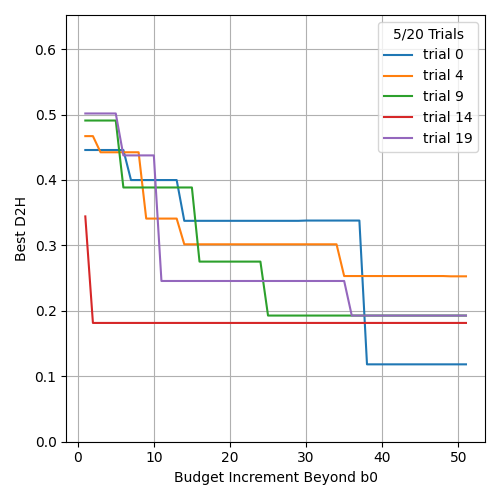 5/20 Trials
trial 0
trial 4
trial 9
trial 14
trial 19
Best D2H
0.6
0.5
0.4
0.3
0.2
0.1
0.0
0 10 20 30 40 50
Budget Increment Beyond b0